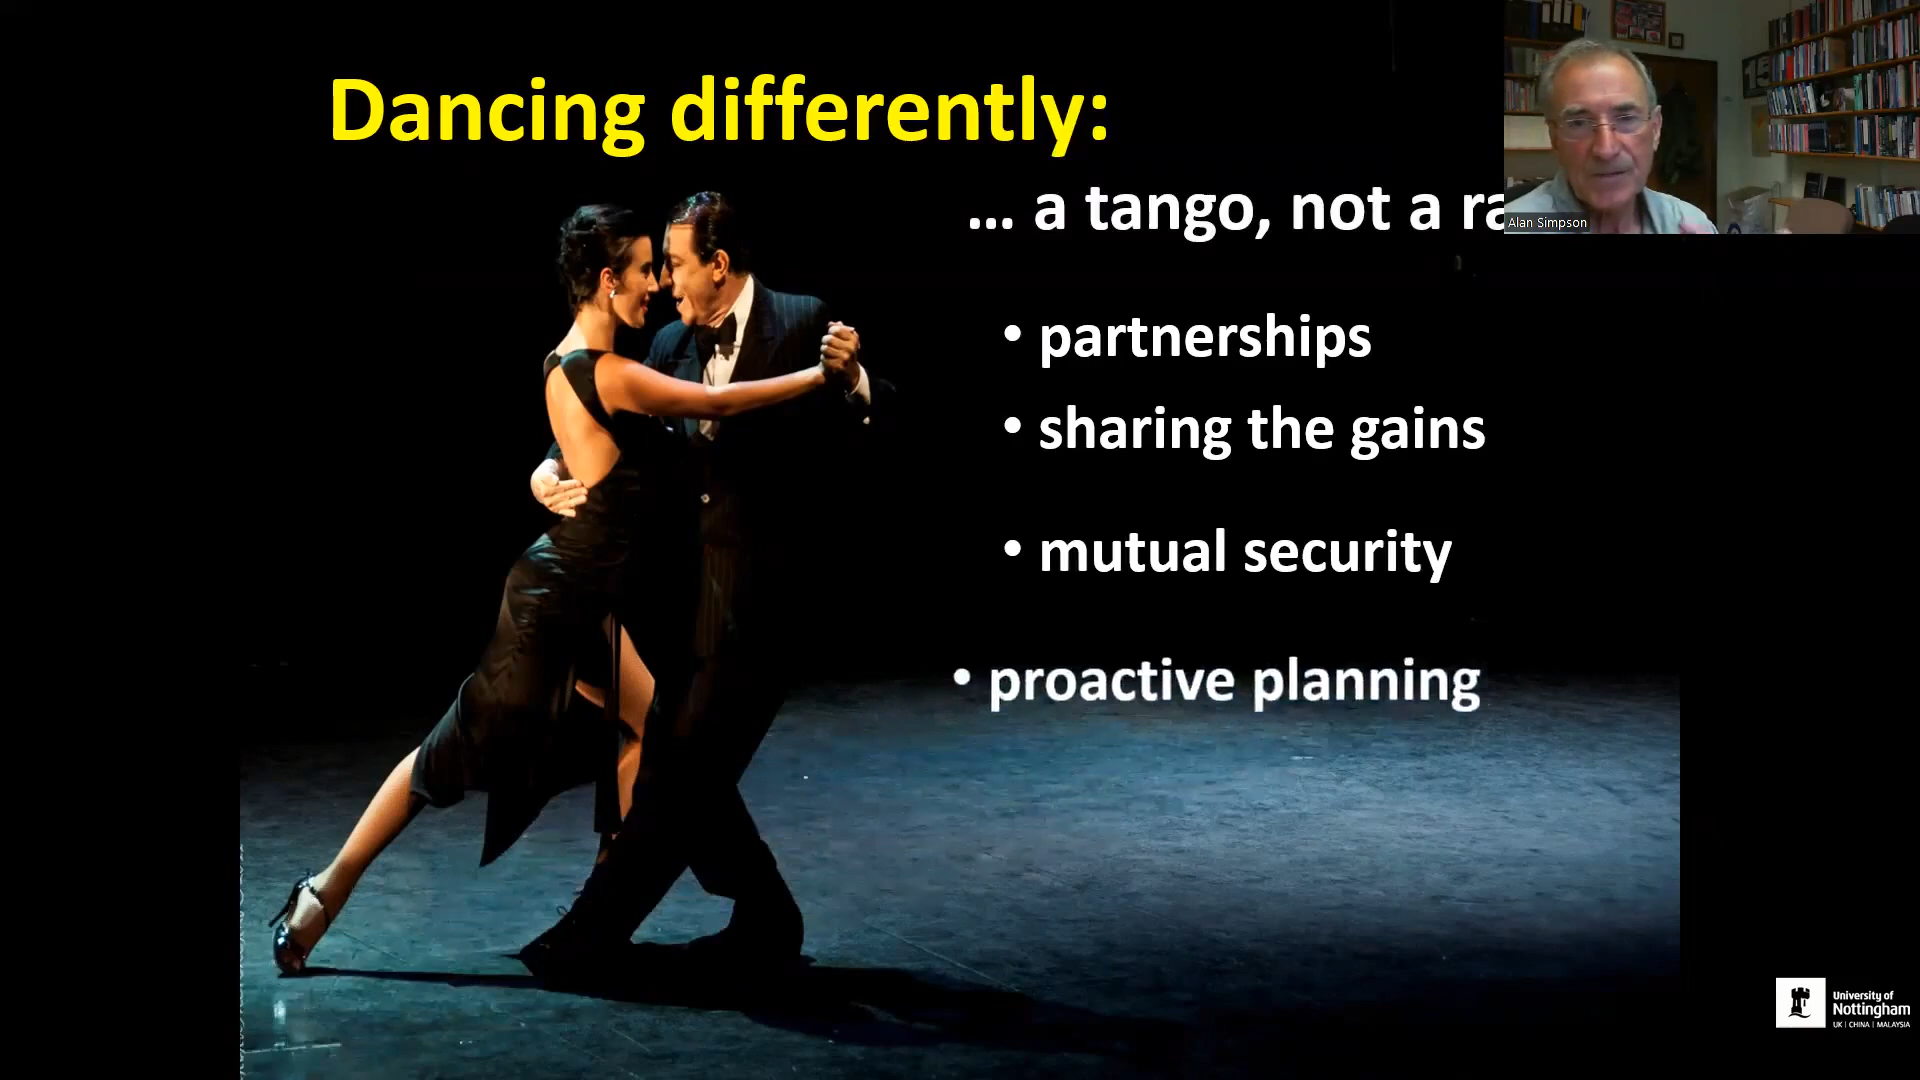 Dancing differently:
... a tango, not a
• partnerships
• sharing the gains
• mutual security
• proactive planning
Alan Simpson
University of
Nottingham
UK | CHINA | MALAYSIA